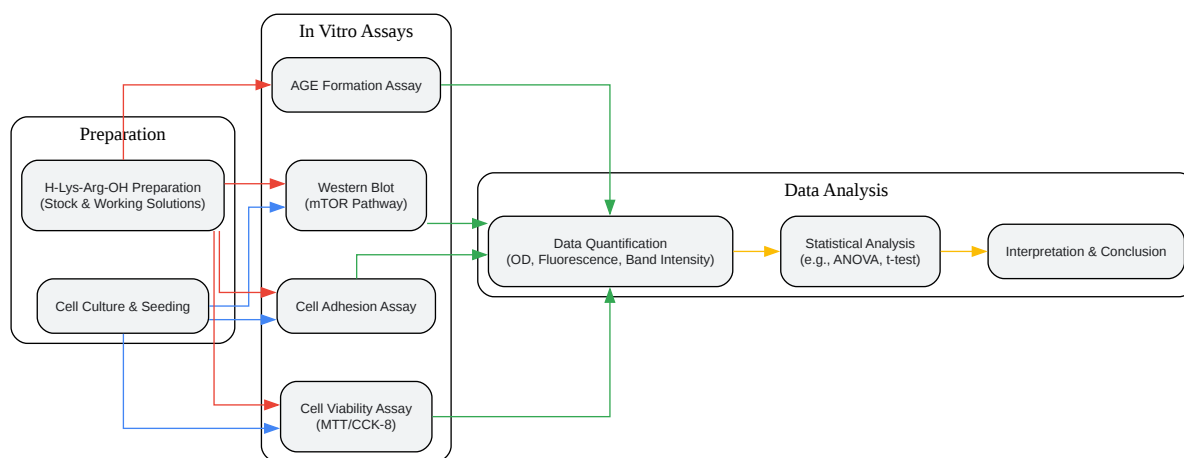 Preparation
H-Lys-Arg-OH Preparation
(Stock & Working Solutions)
Cell Culture & Seeding
In Vitro Assays
AGE Formation Assay
Western Blot
(mTOR Pathway)
Cell Adhesion Assay
Cell Viability Assay
(MTT/CCK-8)
Data Analysis
Data Quantification
(OD, Fluorescence, Band Intensity)
Statistical Analysis
(e.g., ANOVA, t-test)
Interpretation & Conclusion